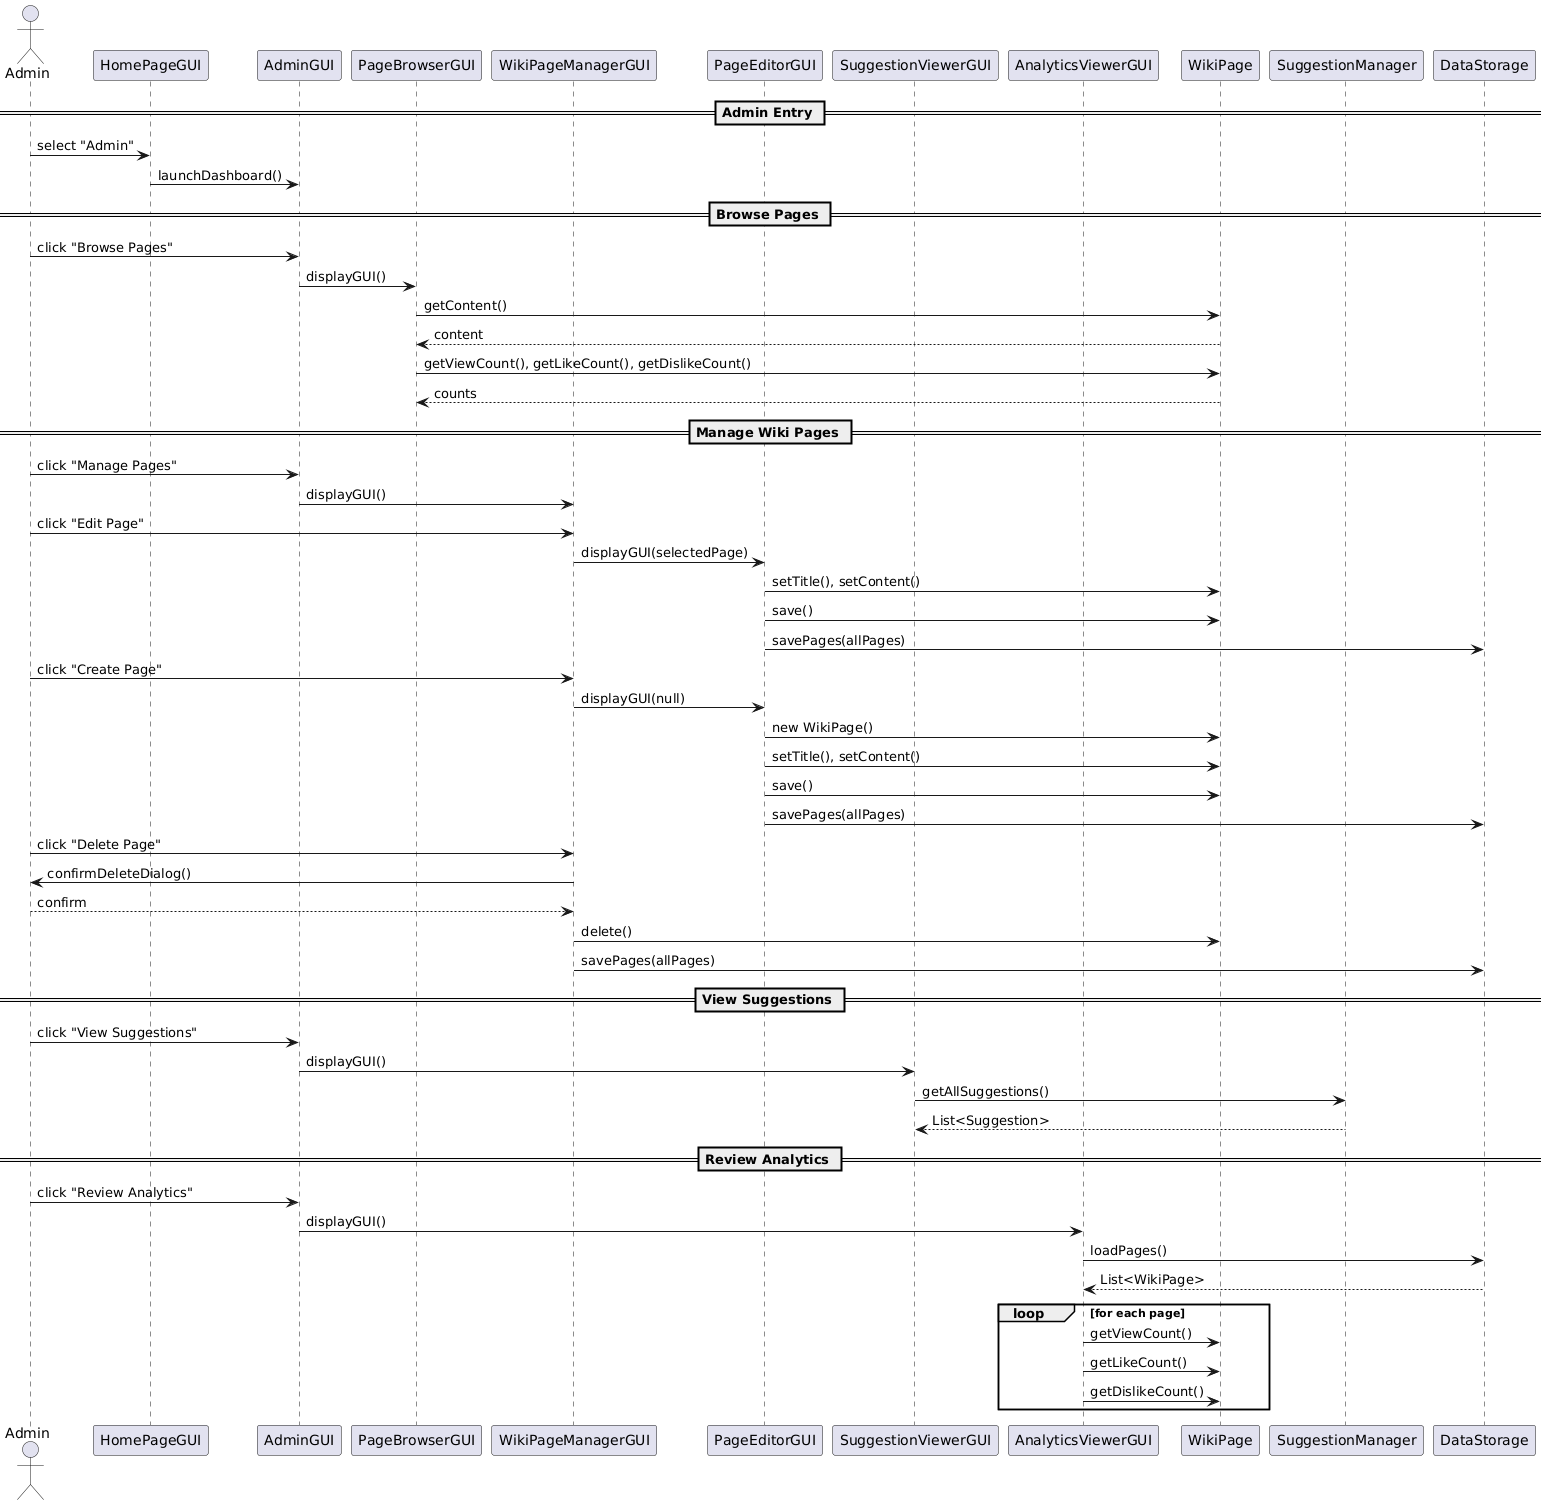 Admin
HomePageGUI
AdminGUI
PageBrowserGUI
WikiPageManagerGUI
PageEditorGUI
SuggestionViewerGUI
AnalyticsViewerGUI
WikiPage
SuggestionManager
DataStorage
Admin Entry
select "Admin"
launchDashboard()
Browse Pages
click "Browse Pages"
displayGUI()
getContent()
content
getViewCount(), getLikeCount(), getDislikeCount()
counts
Manage Wiki Pages
click "Manage Pages"
displayGUI()
click "Edit Page"
displayGUI(selectedPage)
setTitle(), setContent()
save()
savePages(allPages)
click "Create Page"
displayGUI(null)
new WikiPage()
setTitle(), setContent()
save()
savePages(allPages)
click "Delete Page"
confirmDeleteDialog()
confirm
delete()
savePages(allPages)
View Suggestions
click "View Suggestions"
displayGUI()
getAllSuggestions()
List<Suggestion>
Review Analytics
click "Review Analytics"
displayGUI()
loadPages()
List<WikiPage>
loop
[for each page]
getViewCount()
getLikeCount()
getDislikeCount()
Admin
HomePageGUI
AdminGUI
PageBrowserGUI
WikiPageManagerGUI
PageEditorGUI
SuggestionViewerGUI
AnalyticsViewerGUI
WikiPage
SuggestionManager
DataStorage